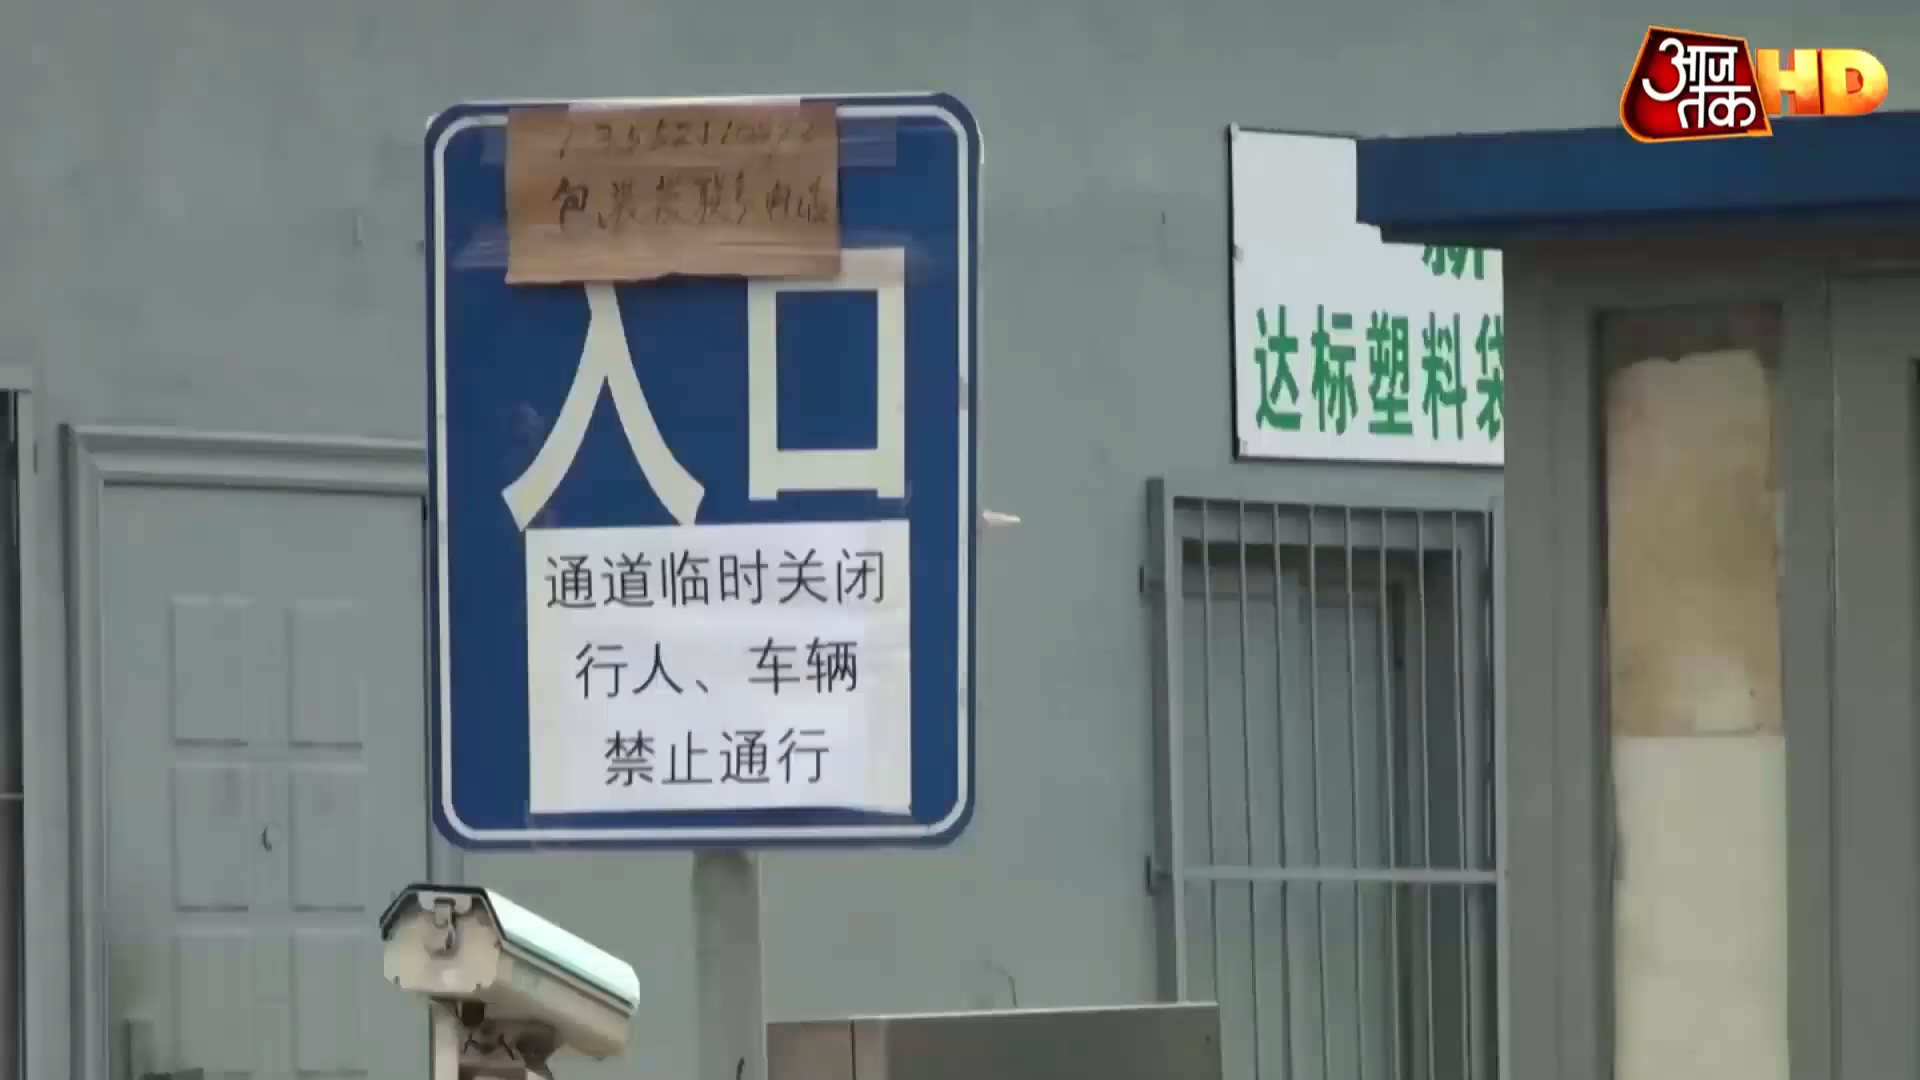 आज तक HD
入口
通道临时关闭
行人、车辆
禁止通行
达标塑料袋